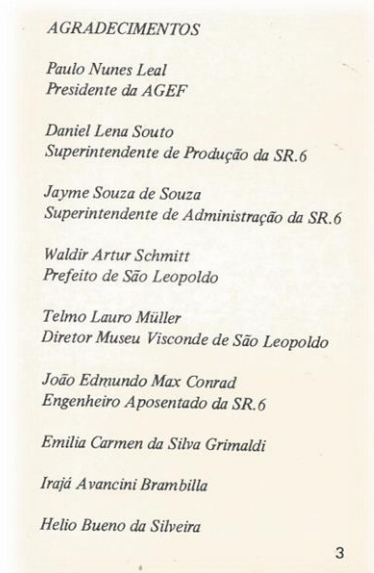 AGRADECIMENTOS
Paulo Nunes Leal
Presidente da AGEF
Daniel Lena Souto
Superintendente de Produção da SR.6
Jayme Souza de Souza
Superintendente de Administração da SR.6
Waldir Artur Schmitt
Prefeito de São Leopoldo
Telmo Lauro Müller
Diretor Museu Visconde de São Leopoldo
João Edmundo Max Conrad
Engenheiro Aposentado da SR.6
Emilia Carmen da Silva Grimaldi
Irajá Avancini Brambilla
Helio Bueno da Silveira
3